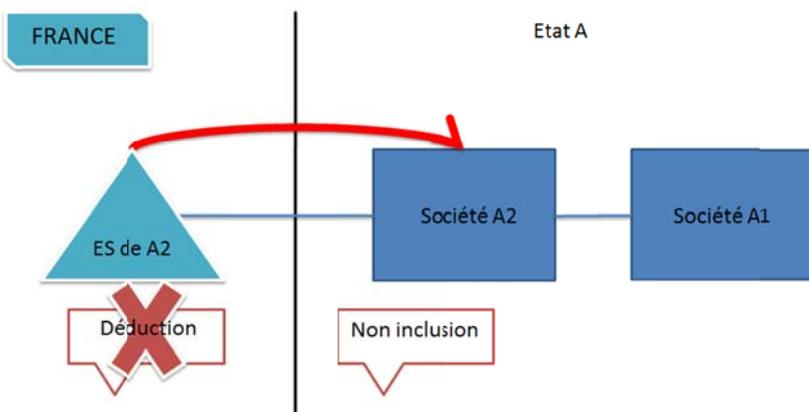 FRANCE
Etat A
ES de A2
Société A2
Société A1
Déduction
Non inclusion